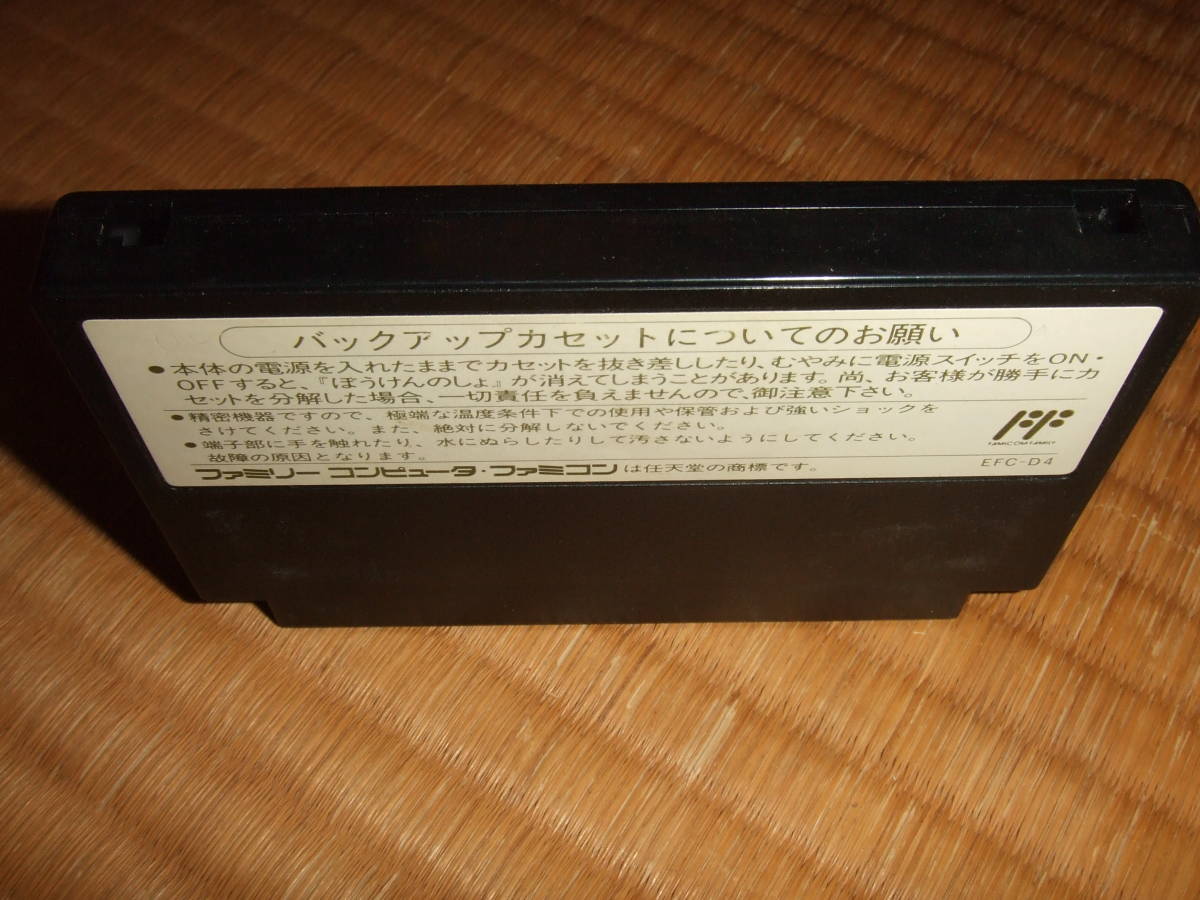 バックアップカセットについてのお願い
●本体の電源を入れたままでカセットを抜き差ししたり、むやみに電源スイッチをON・
OFFすると、『ぼうけんのしょ』が消えてしまうことがあります。尚、お客様が勝手にカ
セットを分解した場合、一切責任を負えませんので、御注意下さい。
●精密機器ですので、極端な温度条件下での使用や保管および強いショックを
さけてください。また、絶対に分解しないでください。
●端子部に手を触れたり、水にぬらしたりして汚さないようにしてください。
故障の原因となります。
ファミリーコンピュータ・ファミコンは任天堂の商標です。
FAMICOM FAMILY
EFC-D4